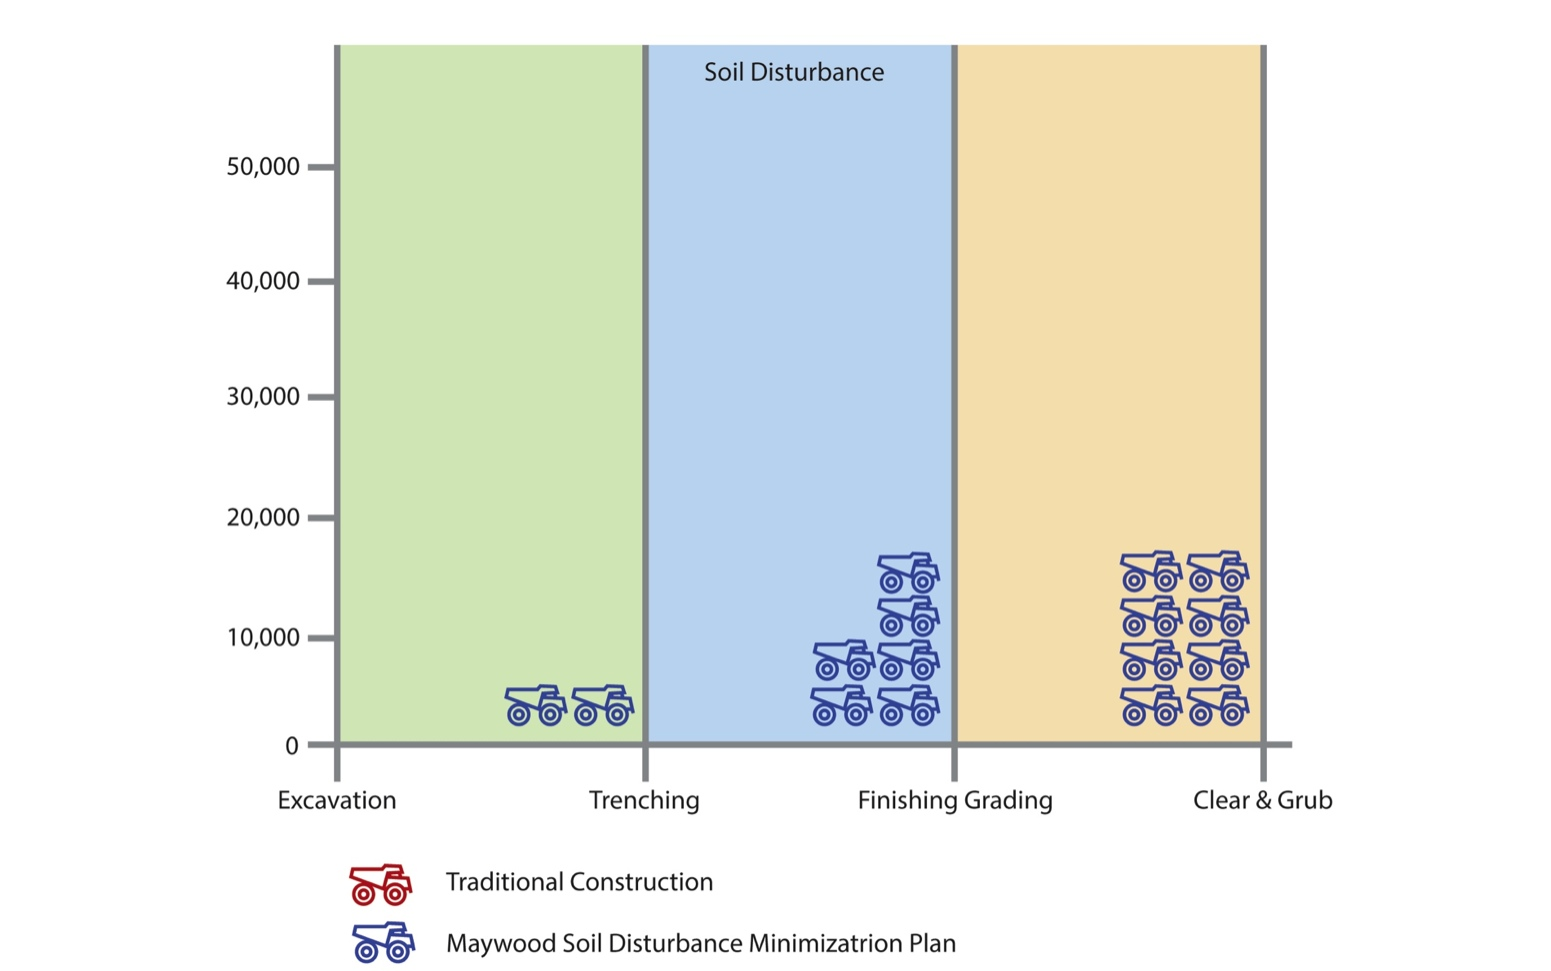 Soil Disturbance
50,000
40,000
30,000
20,000
10,000
0
Excavation Trenching Finishing Grading Clear & Grub
Traditional Construction
Maywood Soil Disturbance Minimizatrion Plan